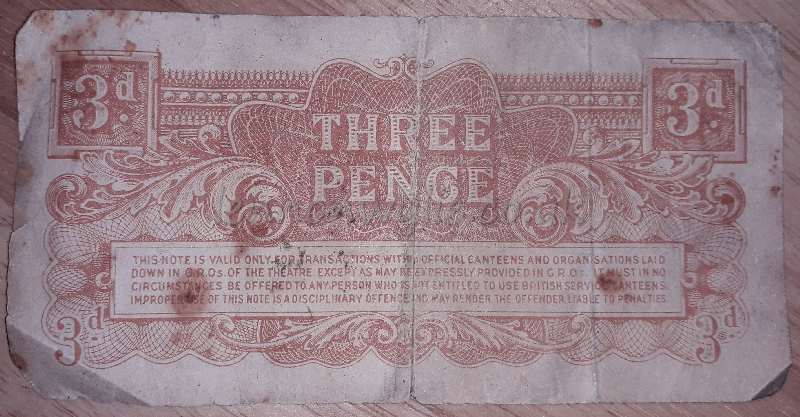 3d 3d
THREE
PENCE
THIS NOTE IS VALID ONLY FOR TRANSACTIONS WITHIN OFFICIAL CANTEENS AND ORGANISATIONS LAID
DOWN IN G.R.Os. OF THE THEATRE. EXCEPT AS MAY BE EXPRESSLY PROVIDED IN G.R.Os. IT MUST IN NO
CIRCUMSTANCES BE OFFERED TO ANY PERSON WHO IS NOT ENTITLED TO USE BRITISH SERVICE CANTEENS.
IMPROPER USE OF THIS NOTE IS A DISCIPLINARY OFFENCE AND MAY RENDER THE OFFENDER LIABLE TO PENALTIES.
3d 3d